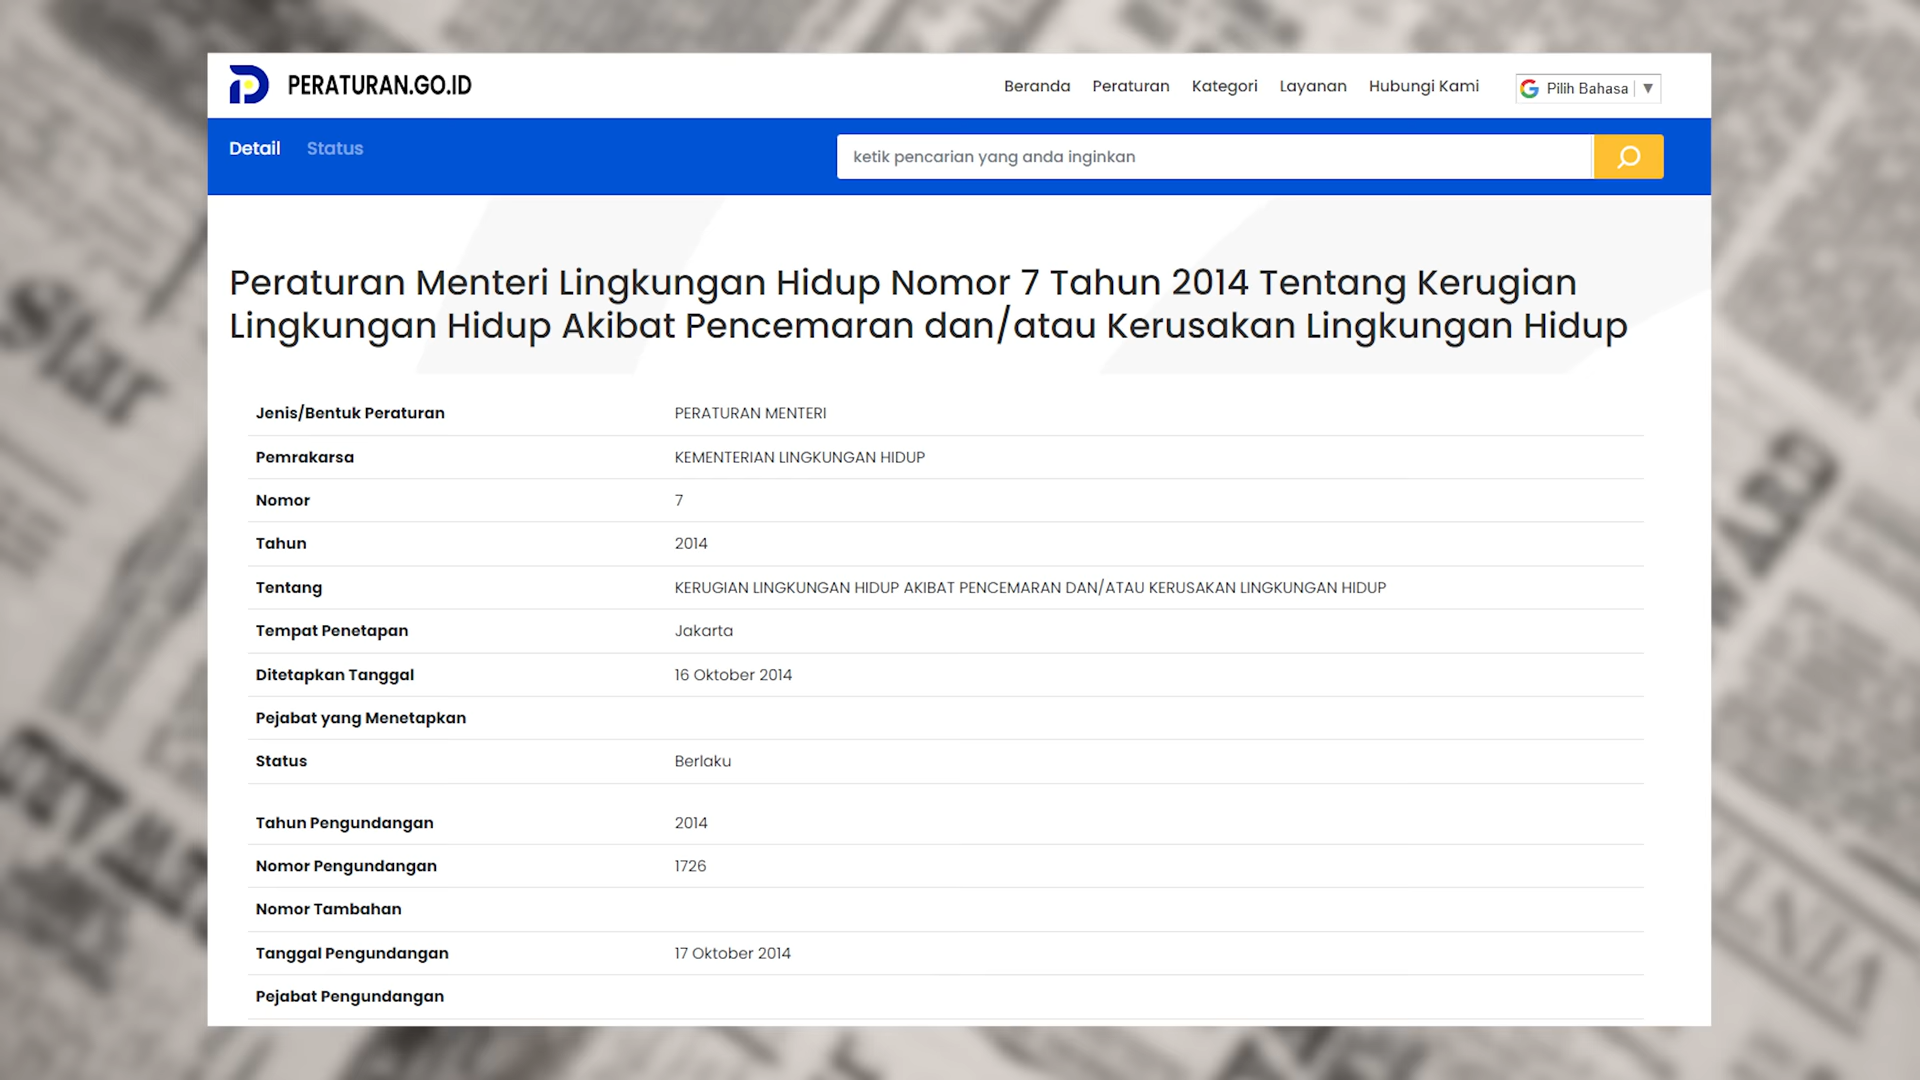 PERATURAN.GO.ID
Beranda Peraturan Kategori Layanan Hubungi Kami Pilih Bahasa ▼
Detail Status ketik pencarian yang anda inginkan
Peraturan Menteri Lingkungan Hidup Nomor 7 Tahun 2014 Tentang Kerugian
Lingkungan Hidup Akibat Pencemaran dan/atau Kerusakan Lingkungan Hidup
Jenis/Bentuk Peraturan PERATURAN MENTERI
Pemrakarsa KEMENTERIAN LINGKUNGAN HIDUP
Nomor 7
Tahun 2014
Tentang KERUGIAN LINGKUNGAN HIDUP AKIBAT PENCEMARAN DAN/ATAU KERUSAKAN LINGKUNGAN HIDUP
Tempat Penetapan Jakarta
Ditetapkan Tanggal 16 Oktober 2014
Pejabat yang Menetapkan
Status Berlaku
Tahun Pengundangan 2014
Nomor Pengundangan 1726
Nomor Tambahan
Tanggal Pengundangan 17 Oktober 2014
Pejabat Pengundangan
Star